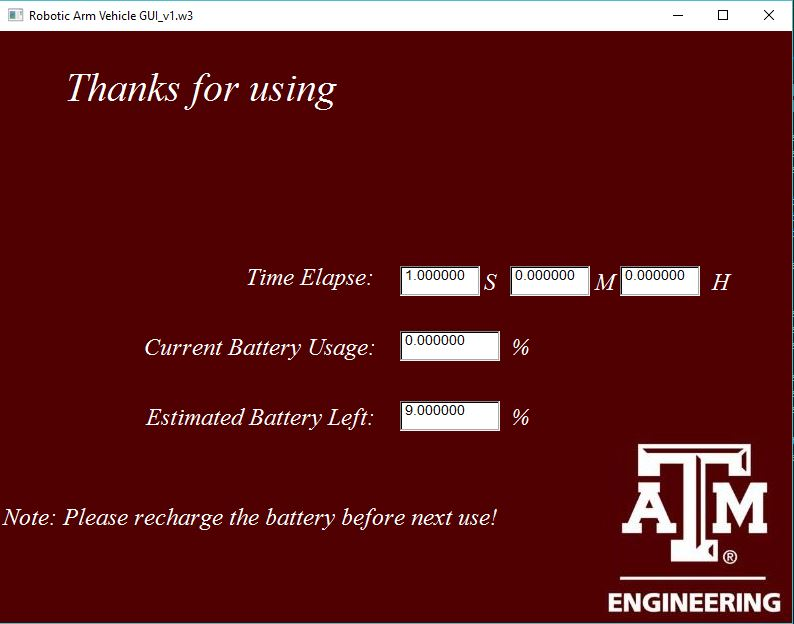 Robotic Arm Vehicle GUI_v1.w3
Thanks for using
Time Elapse: 1.000000 S 0.000000 M 0.000000 H
Current Battery Usage: 0.000000 %
Estimated Battery Left: 9.000000 %
Note: Please recharge the battery before next use!
ATM®
ENGINEERING